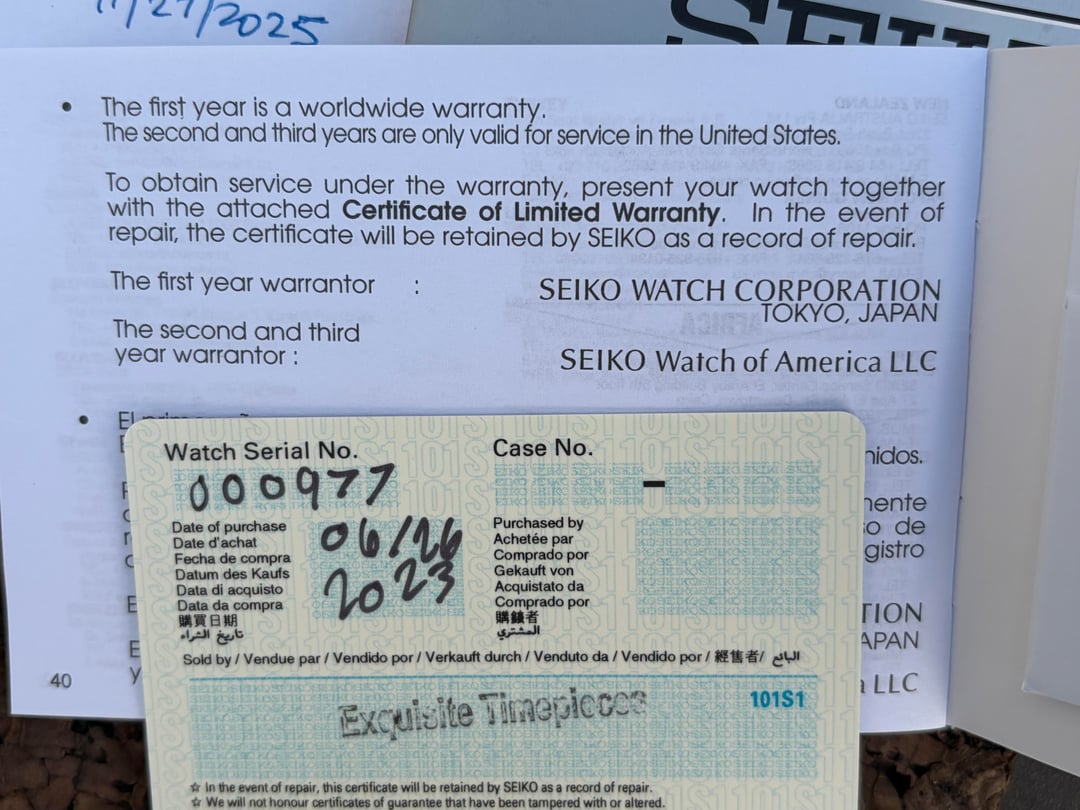 11/27/2025
SEIKO
• The first year is a worldwide warranty.
The second and third years are only valid for service in the United States.
To obtain service under the warranty, present your watch together
with the attached Certificate of Limited Warranty. In the event of
repair, the certificate will be retained by SEIKO as a record of repair.
The first year warrantor : SEIKO WATCH CORPORATION
TOKYO, JAPAN
The second and third
year warrantor : SEIKO Watch of America LLC
• El
nidos.
mente
so de
gistro
TION
APAN
LLC
40
Watch Serial No.
000977
Case No.
–
Date of purchase
Date d'achat
Fecha de compra
Datum des Kaufs
Data di acquisto
Data da compra
購買日期
تاريخ الشراء
06/26
2023
Purchased by
Achetée par
Comprado por
Gekauft von
Acquistato da
Comprado por
購錶者
المشتري
Sold by / Vendue par / Vendido por / Verkauft durch / Venduto da / Vendido por / 經售者/ البائع
Exquisite Timepieces
101S1
☆ In the event of repair, this certificate will be retained by SEIKO as a record of repair.
☆ We will not honour certificates of guarantee that have been tampered with or altered.